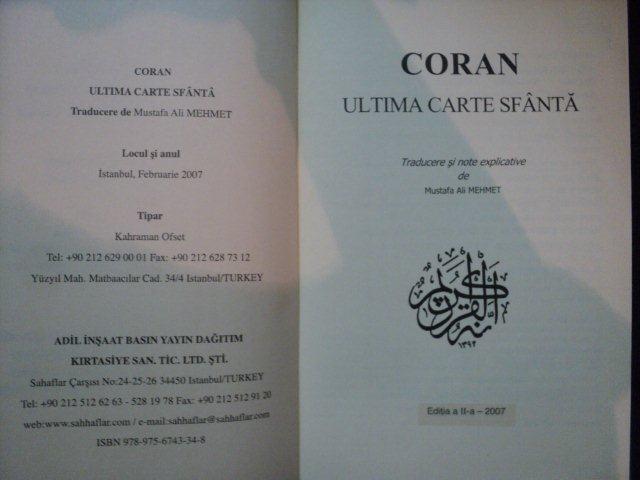 CORAN
ULTIMA CARTE SFÂNTĂ
Traducere de Mustafa Ali MEHMET
Locul şi anul
İstanbul, Februarie 2007
Tipar
Kahraman Ofset
Tel: +90 212 629 00 01 Fax: +90 212 628 73 12
Yüzyıl Mah. Matbaacılar Cad. 34/4 Istanbul/TURKEY
ADİL İNŞAAT BASIN YAYIN DAĞITIM
KIRTASİYE SAN. TİC. LTD. ŞTİ.
Sahaflar Çarşısı No:24-25-26 34450 Istanbul/TURKEY
Tel: +90 212 512 62 63 - 528 19 78 Fax: +90 212 512 91 20
web:www.sahhaflar.com / e-mail:sahhaflar@sahhaflar.com
ISBN 978-975-6743-34-8
CORAN
ULTIMA CARTE SFÂNTĂ
Traducere şi note explicative
de
Mustafa Ali MEHMET
إنه لقرآن كريم
١٣٩٢
Ediţia a II-a – 2007